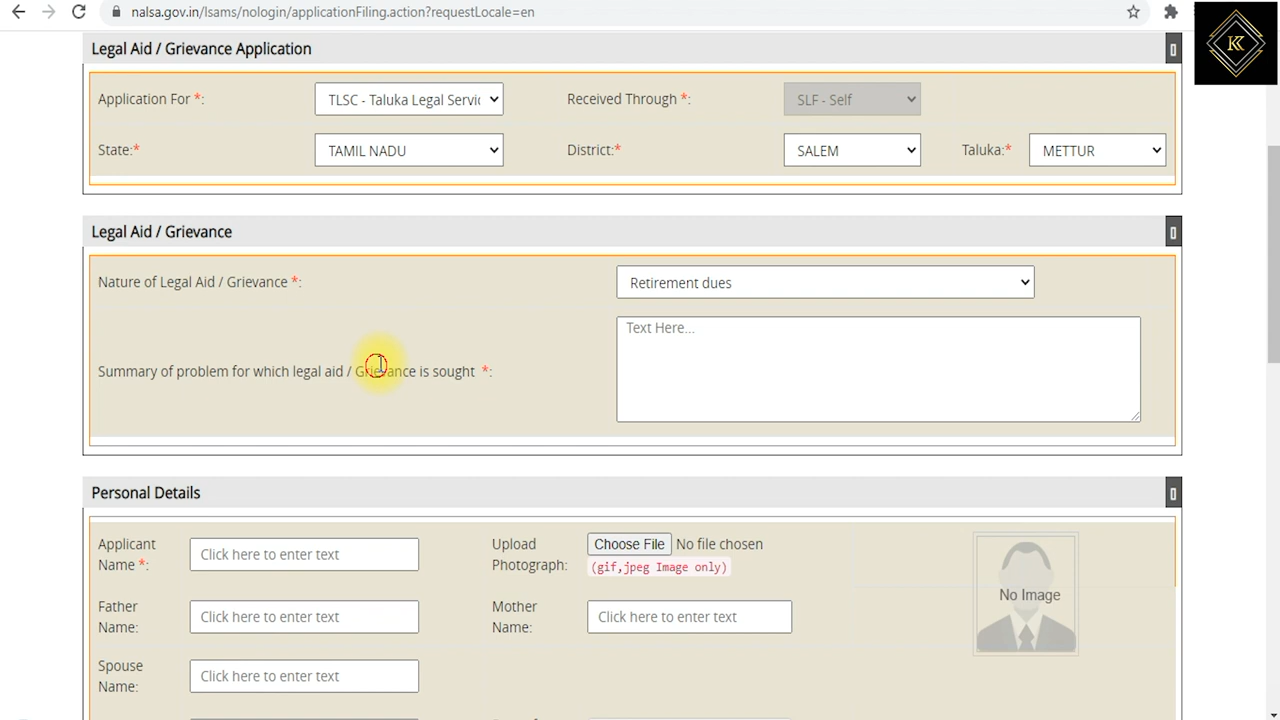 nalsa.gov.in/lsams/nologin/applicationFiling.action?requestLocale=en
K
Legal Aid / Grievance Application
Application For *: TLSC - Taluka Legal Servic Received Through *: SLF - Self
State:* TAMIL NADU District:* SALEM Taluka:* METTUR
Legal Aid / Grievance
Nature of Legal Aid / Grievance *: Retirement dues
Text Here...
Summary of problem for which legal aid / Grievance is sought *:
Personal Details
Applicant Name *: Click here to enter text Upload Photograph: Choose File No file chosen
(gif,jpeg Image only)
No Image
Father Name: Click here to enter text Mother Name: Click here to enter text
Spouse Name: Click here to enter text